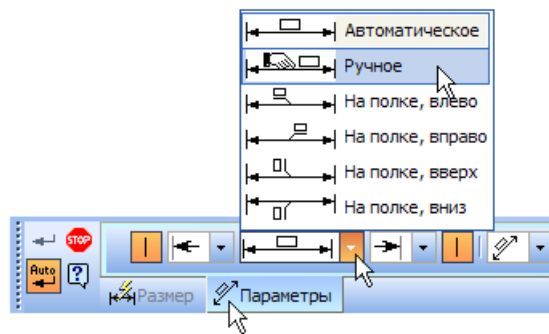 Автоматическое
Ручное
На полке, влево
На полке, вправо
На полке, вверх
На полке, вниз
STOP
Auto
?
Размер
Параметры